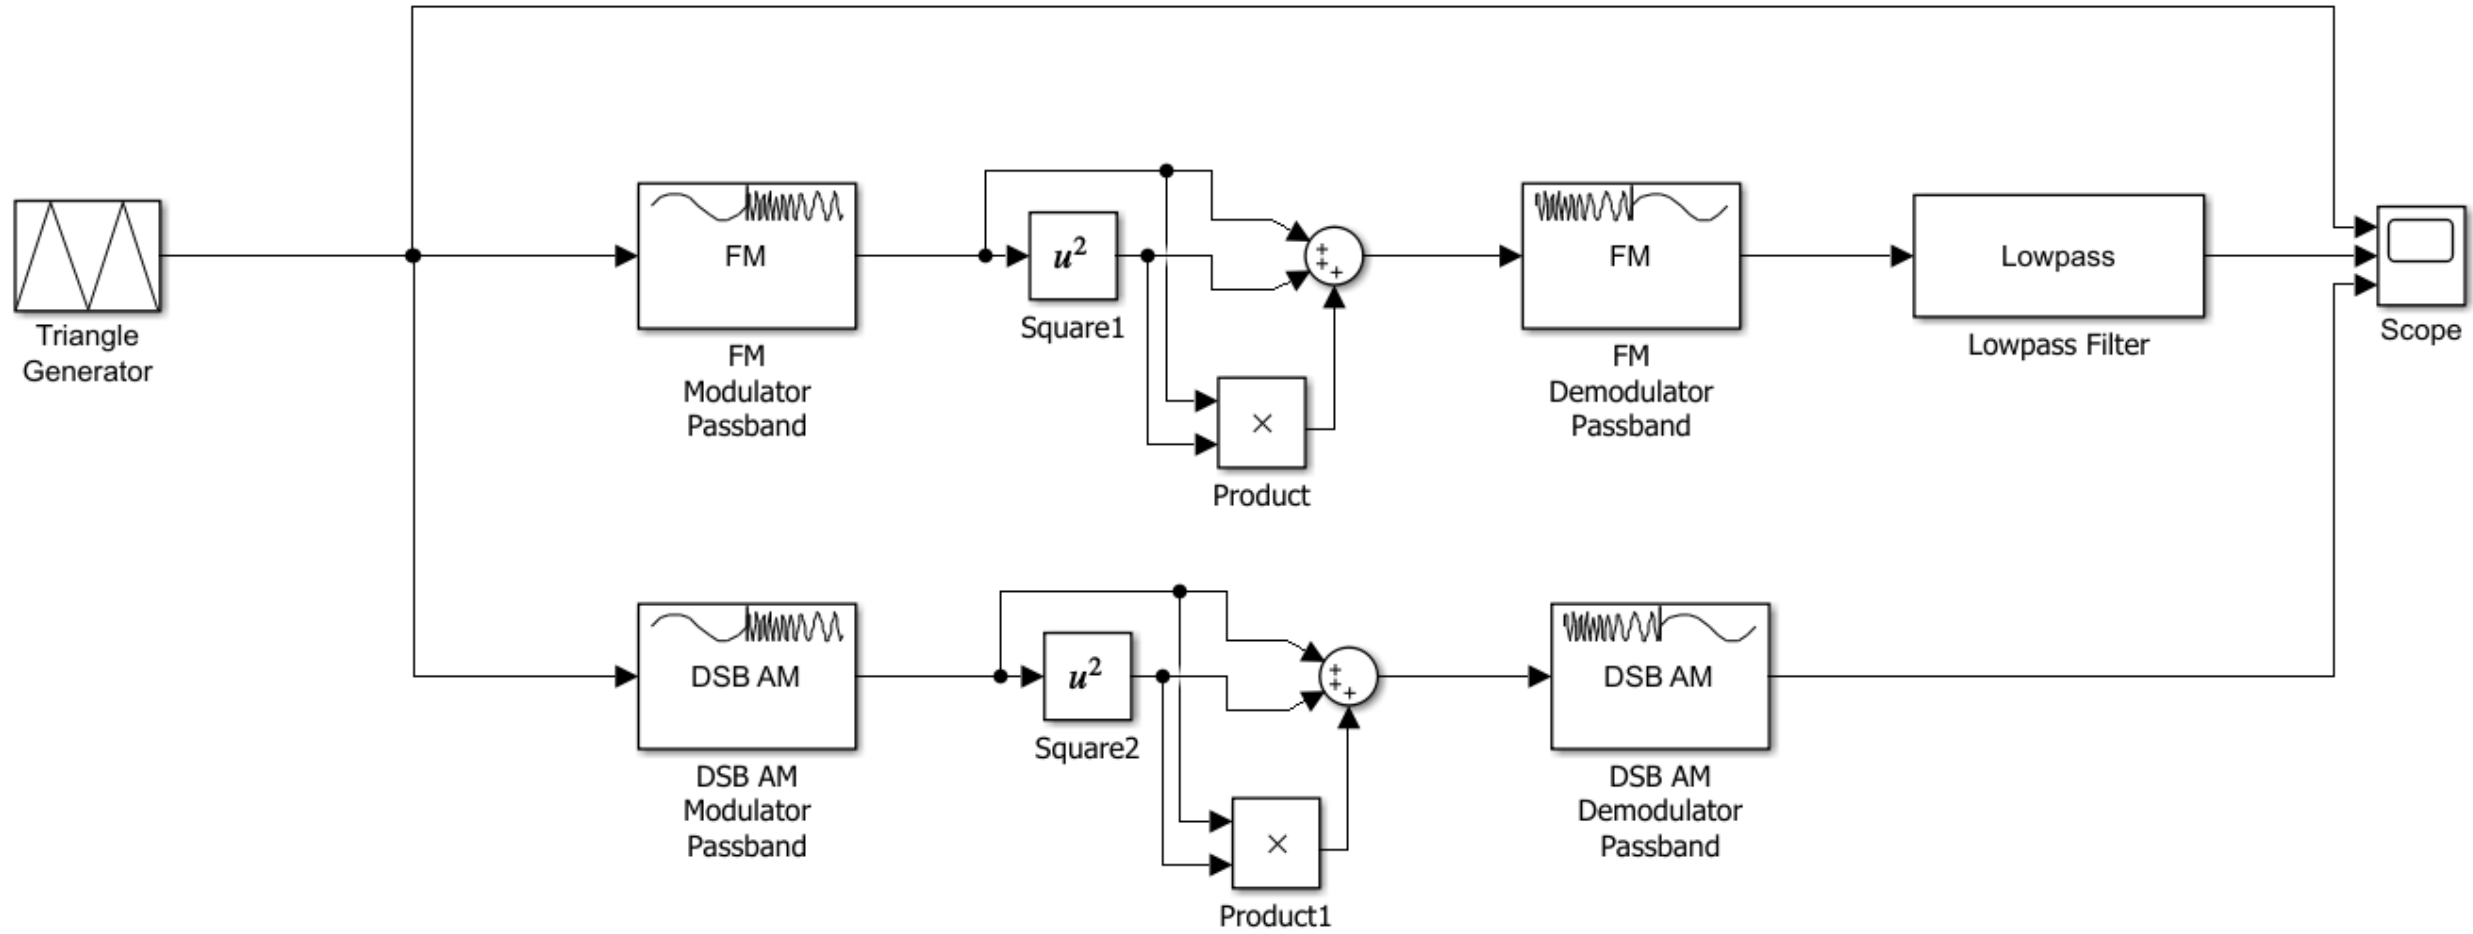 FM
u²
+
+
+
FM
Lowpass
Triangle
Generator
Square1
Scope
FM
Modulator
Passband
FM
Demodulator
Passband
Lowpass Filter
×
Product
DSB AM
u²
+
+
+
DSB AM
Square2
DSB AM
Modulator
Passband
DSB AM
Demodulator
Passband
×
Product1